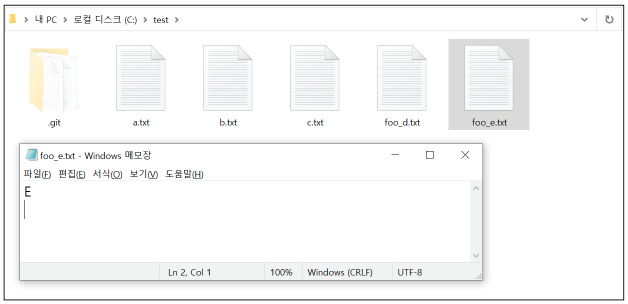 내 PC > 로컬 디스크 (C:) > test >
.git
a.txt
b.txt
c.txt
foo_d.txt
foo_e.txt
foo_e.txt - Windows 메모장
파일(F) 편집(E) 서식(O) 보기(V) 도움말(H)
E
Ln 2, Col 1 100% Windows (CRLF) UTF-8